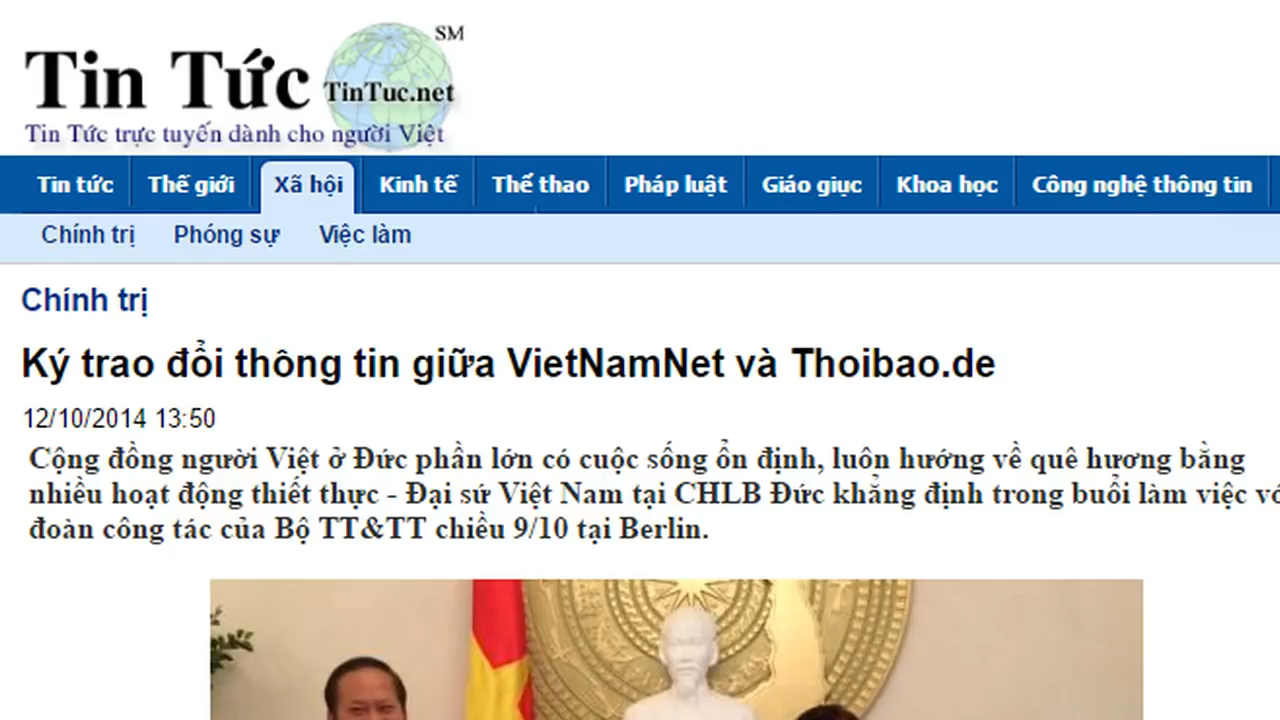 SM
Tin Tức
TinTuc.net
Tin Tức trực tuyến dành cho người Việt
Tin tức Thế giới Xã hội Kinh tế Thể thao Pháp luật Giáo giục Khoa học Công nghệ thông tin
Chính trị Phóng sự Việc làm
Chính trị
Ký trao đổi thông tin giữa VietNamNet và Thoibao.de
12/10/2014 13:50
Cộng đồng người Việt ở Đức phần lớn có cuộc sống ổn định, luôn hướng về quê hương bằng
nhiều hoạt động thiết thực - Đại sứ Việt Nam tại CHLB Đức khẳng định trong buổi làm việc
đoàn công tác của Bộ TT&TT chiều 9/10 tại Berlin.